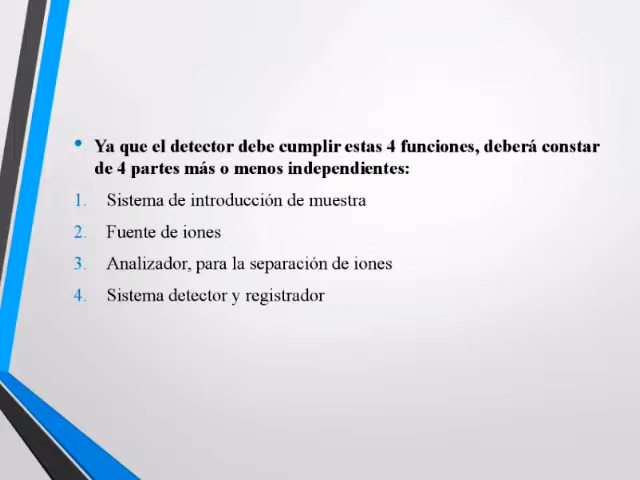 • Ya que el detector debe cumplir estas 4 funciones, deberá constar
de 4 partes más o menos independientes:
1. Sistema de introducción de muestra
2. Fuente de iones
3. Analizador, para la separación de iones
4. Sistema detector y registrador